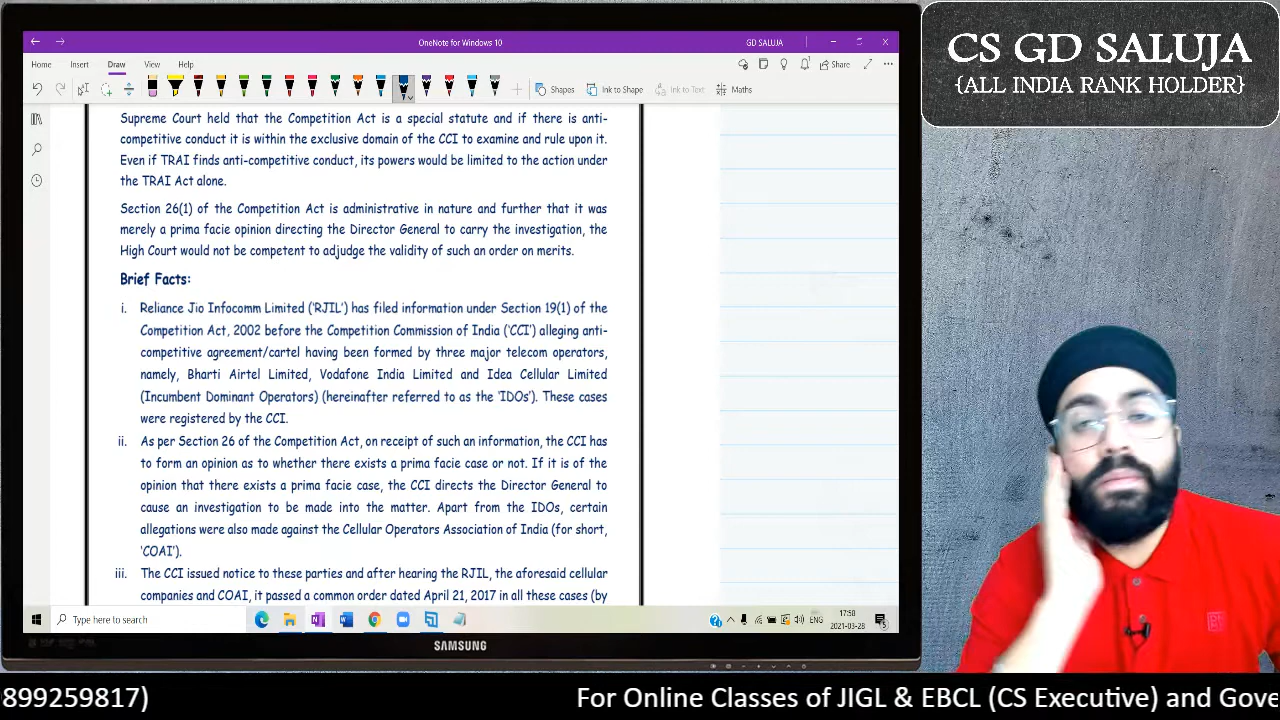 OneNote for Windows 10
GD SALUJA
Home Insert Draw View Help
Share
Shapes
Ink to Shape
Ink to Text
Maths
Supreme Court held that the Competition Act is a special statute and if there is anti-
competitive conduct it is within the exclusive domain of the CCI to examine and rule upon it.
Even if TRAI finds anti-competitive conduct, its powers would be limited to the action under
the TRAI Act alone.
Section 26(1) of the Competition Act is administrative in nature and further that it was
merely a prima facie opinion directing the Director General to carry the investigation, the
High Court would not be competent to adjudge the validity of such an order on merits.
Brief Facts:
i. Reliance Jio Infocomm Limited ('RJIL') has filed information under Section 19(1) of the
Competition Act, 2002 before the Competition Commission of India ('CCI') alleging anti-
competitive agreement/cartel having been formed by three major telecom operators,
namely, Bharti Airtel Limited, Vodafone India Limited and Idea Cellular Limited
(Incumbent Dominant Operators) (hereinafter referred to as the 'IDOs'). These cases
were registered by the CCI.
ii. As per Section 26 of the Competition Act, on receipt of such an information, the CCI has
to form an opinion as to whether there exists a prima facie case or not. If it is of the
opinion that there exists a prima facie case, the CCI directs the Director General to
cause an investigation to be made into the matter. Apart from the IDOs, certain
allegations were also made against the Cellular Operators Association of India (for short,
'COAI').
iii. The CCI issued notice to these parties and after hearing the RJIL, the aforesaid cellular
companies and COAI, it passed a common order dated April 21, 2017 in all these cases (by
Type here to search
ENG
17:50
2021-03-28
SAMSUNG
CS GD SALUJA
{ALL INDIA RANK HOLDER}
899259817)
For Online Classes of JIGL & EBCL (CS Executive) and Gove